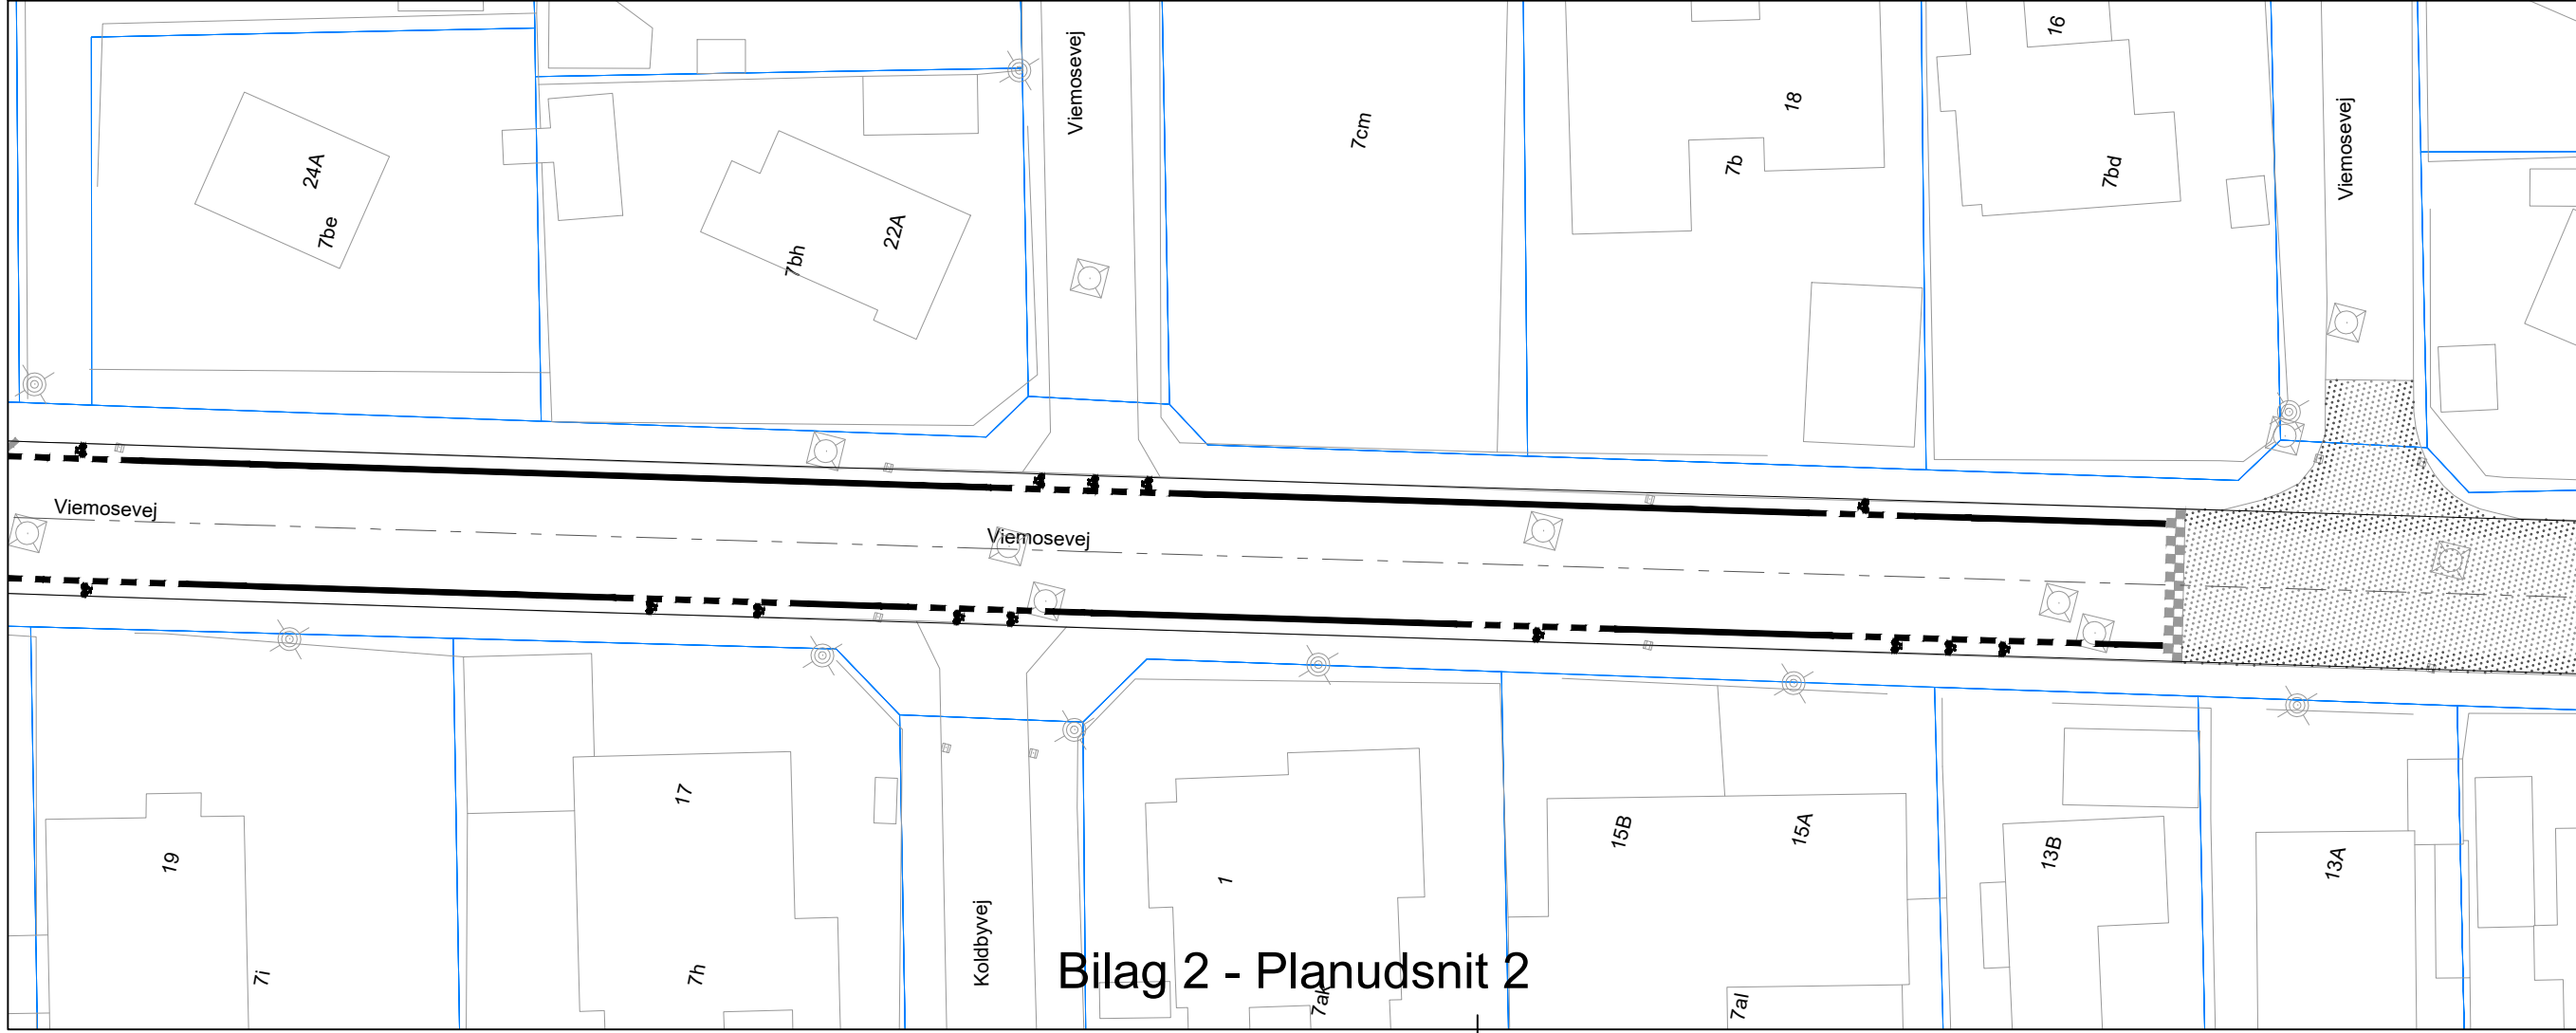 16
Viemosevej
18
Viemosevej
7cm
24A
7b
7bd
7be
22A
7bh
Viemosevej
Viemosevej
17
15B
15A
19
13B
13A
1
Koldbyvej
7i
7h
Bilag 2 - Planudsnit 2
7ak
7al